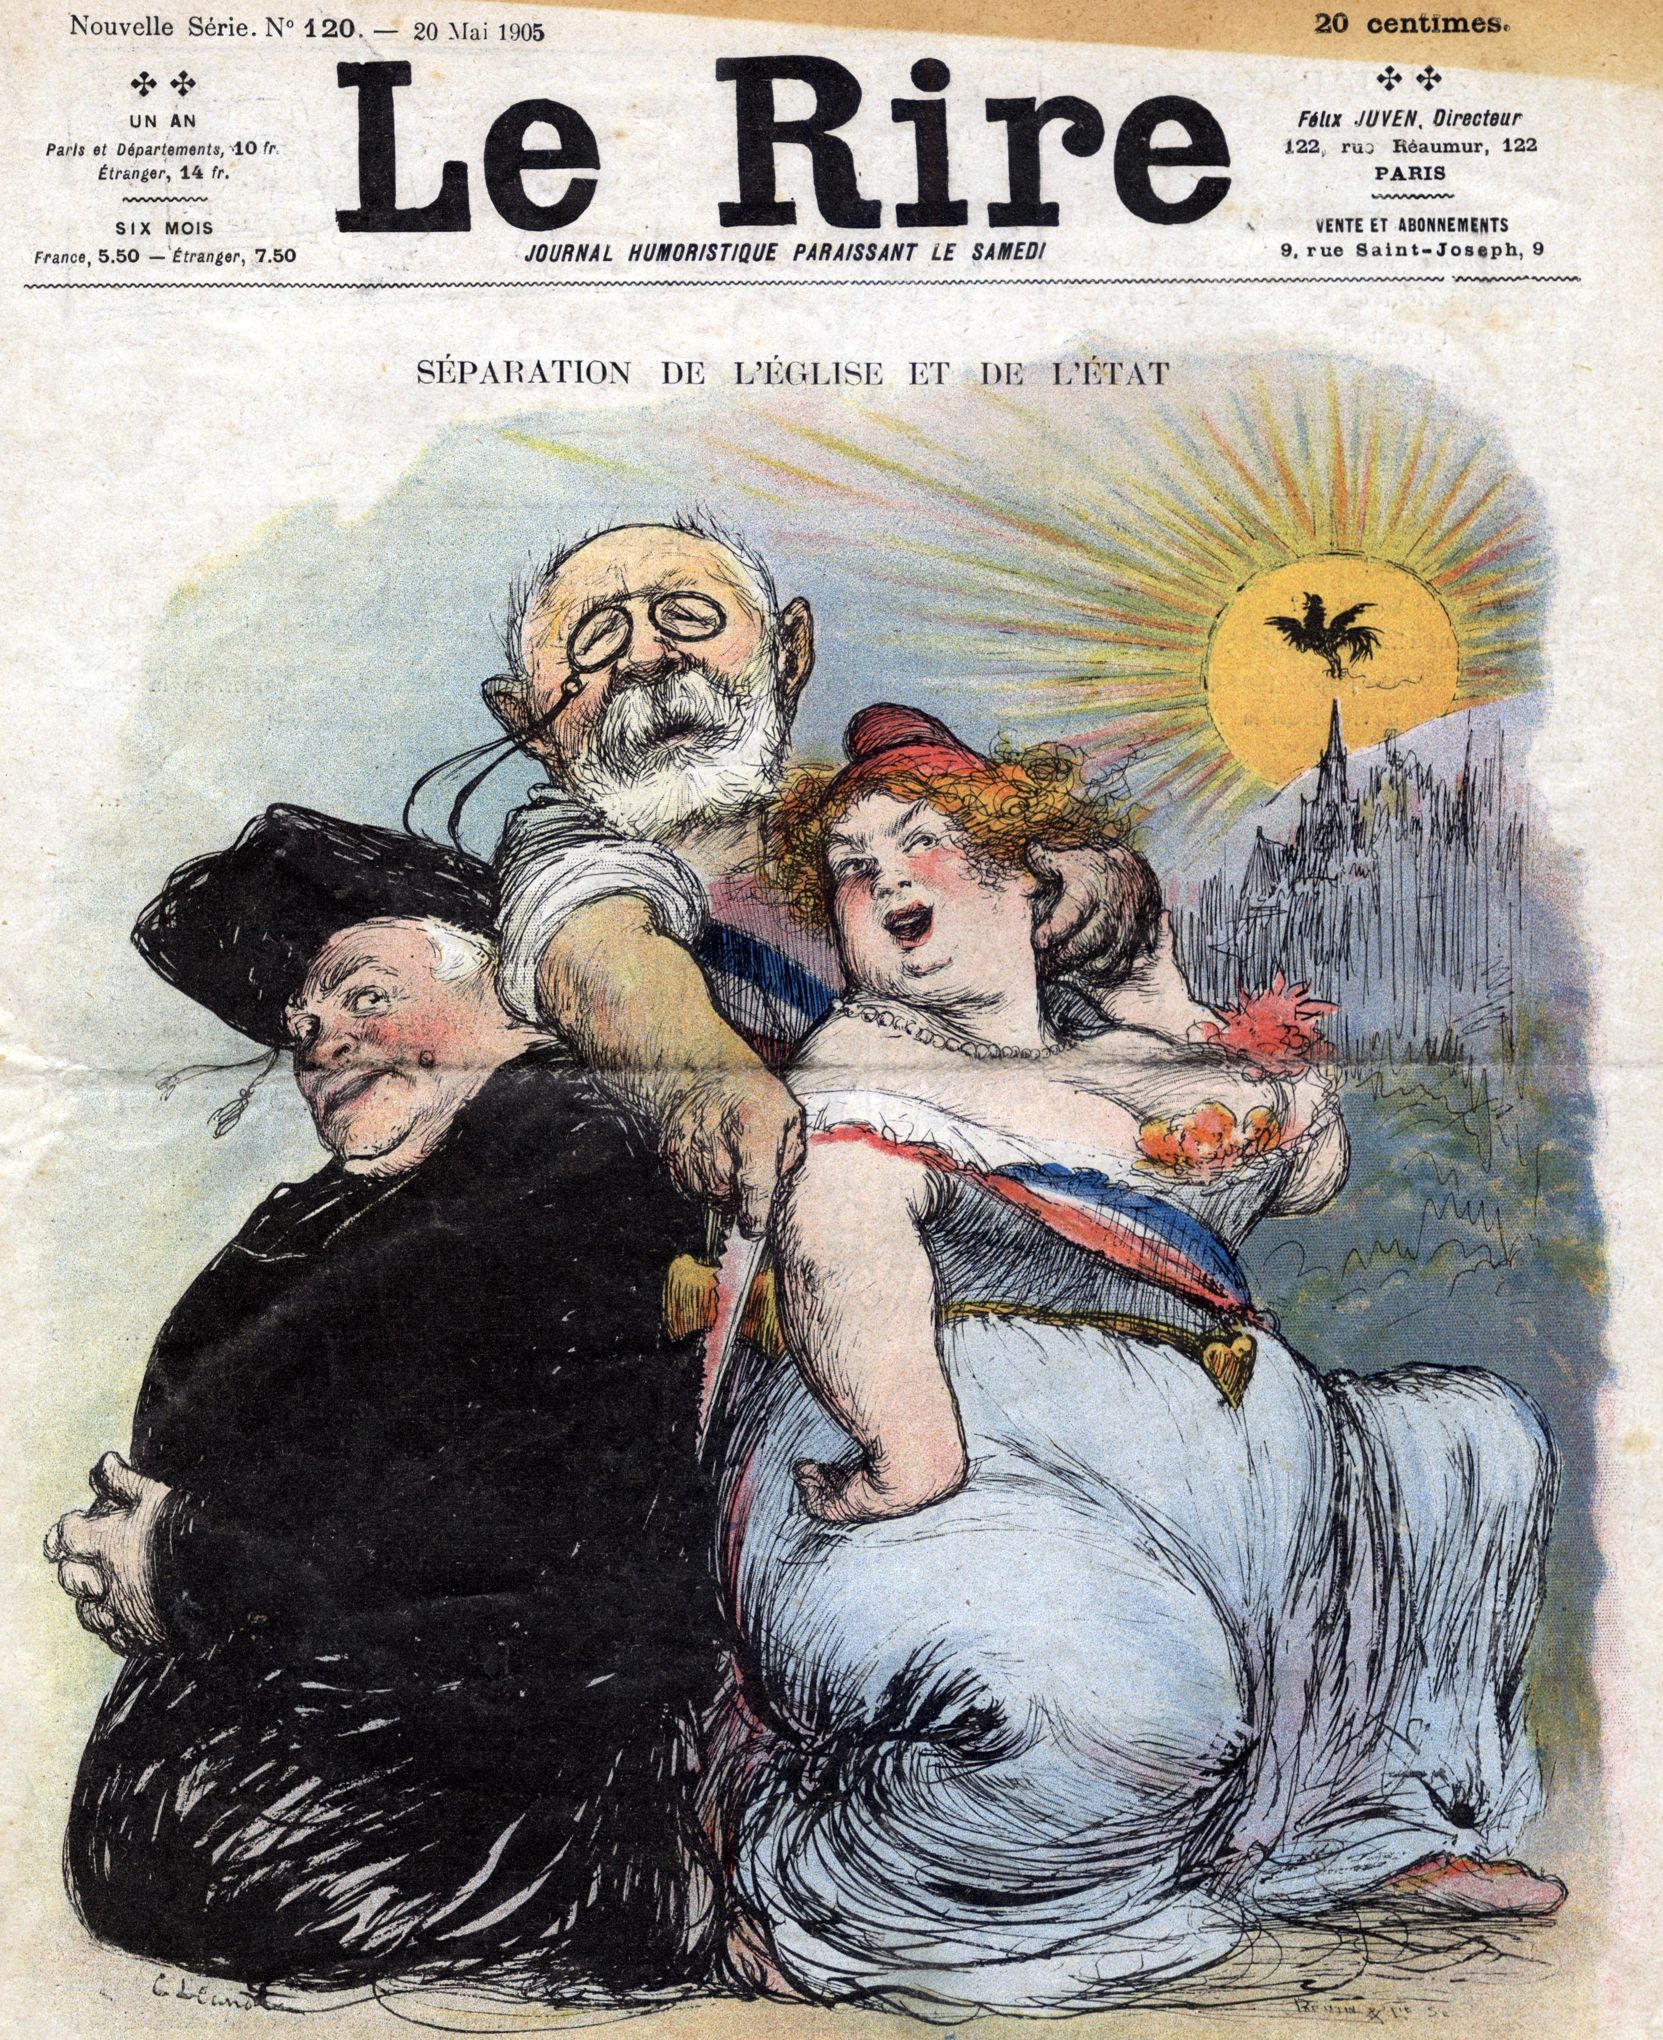 Nouvelle Série. Nº 120. — 20 Mai 1905
20 centimes.
UN AN
Paris et Départements, 10 fr.
Étranger, 14 fr.
SIX MOIS
France, 5.50 — Étranger, 7.50
Le Rire
JOURNAL HUMORISTIQUE PARAISSANT LE SAMEDI
Félix JUVEN, Directeur
122, rue Réaumur, 122
PARIS
VENTE ET ABONNEMENTS
9, rue Saint-Joseph, 9
SÉPARATION DE L'ÉGLISE ET DE L'ÉTAT
C. Léandre